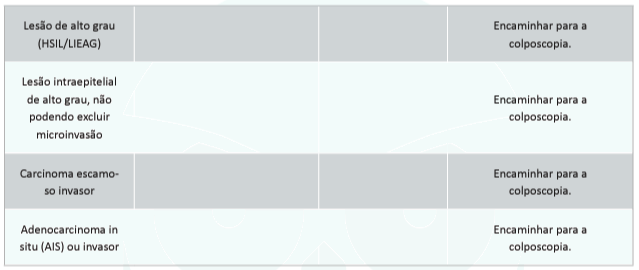 Lesão de alto grau
(HSIL/LIEAG)
Encaminhar para a
colposcopia.
Lesão intraepitelial
de alto grau, não
podendo excluir
microinvasão
Encaminhar para a
colposcopia.
Carcinoma escamo-
so invasor
Encaminhar para a
colposcopia.
Adenocarcinoma in
situ (AIS) ou invasor
Encaminhar para a
colposcopia.